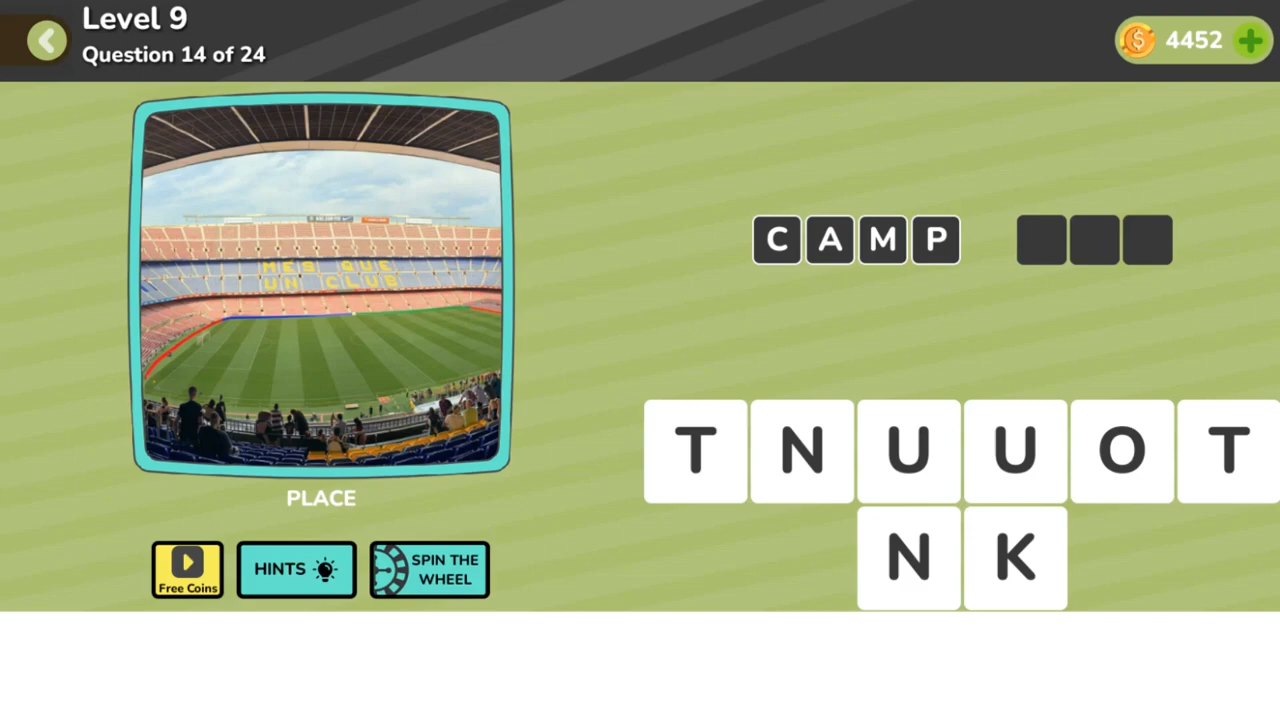 Level 9
Question 14 of 24
4452
MES QUE
UN CLUB
CAMP
PLACE
T N U U O T
N K
Free Coins
HINTS
SPIN THE
WHEEL